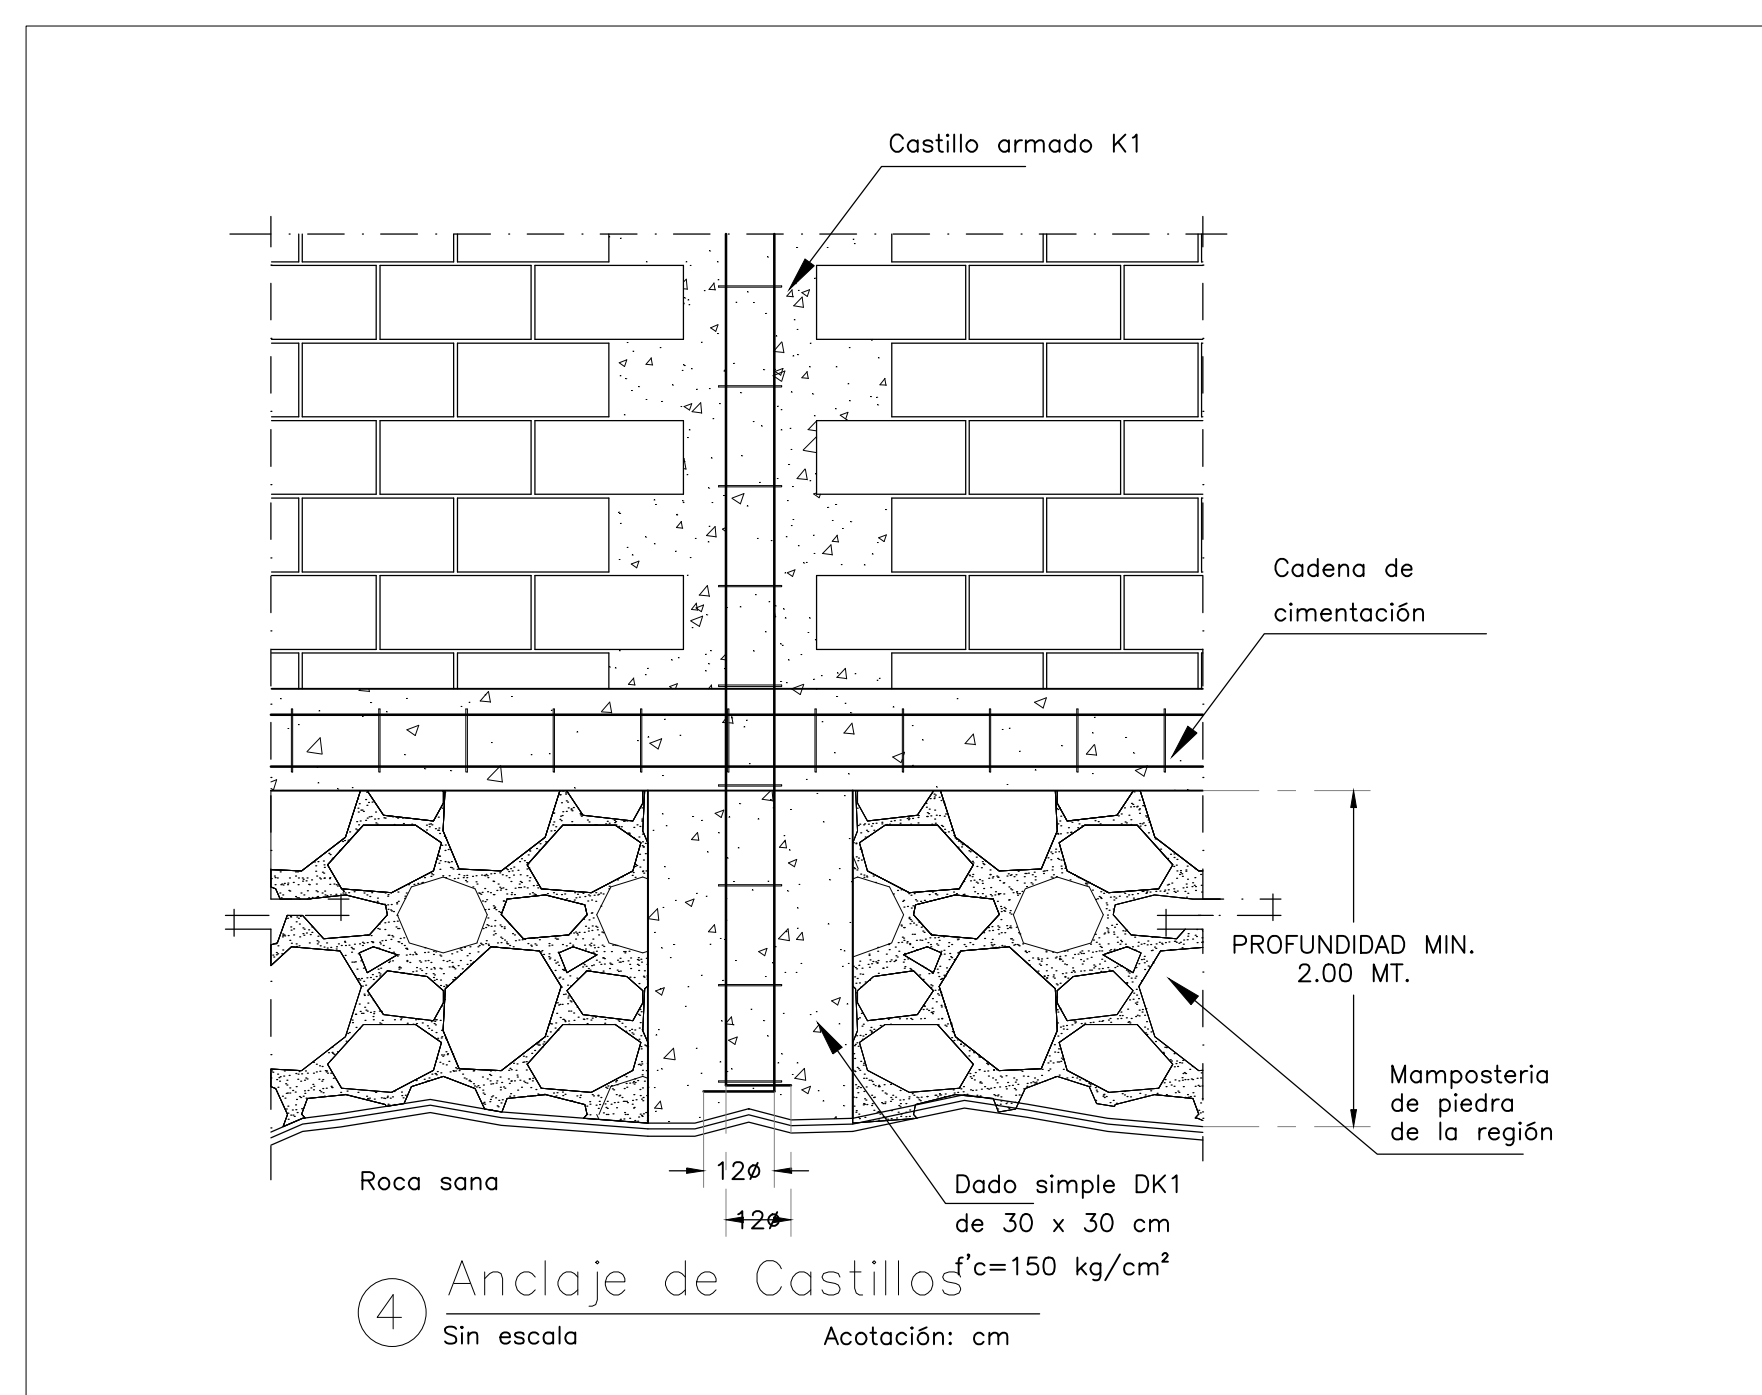 Castillo armado K1
Cadena de
cimentación
PROFUNDIDAD MIN.
2.00 MT.
Mamposteria
de piedra
de la región
Roca sana
12ø
12ø
Dado simple DK1
de 30 x 30 cm
f'c=150 kg/cm²
4 Anclaje de Castillos
Sin escala Acotación: cm